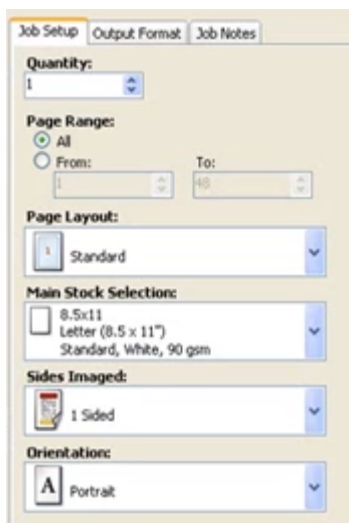 Job Setup Output Format Job Notes
Quantity:
1
Page Range:
All
From: To:
1 48
Page Layout:
1
Standard
Main Stock Selection:
8.5x11
Letter (8.5 x 11")
Standard, White, 90 gsm
Sides Imaged:
1 Sided
Orientation:
A Portrait